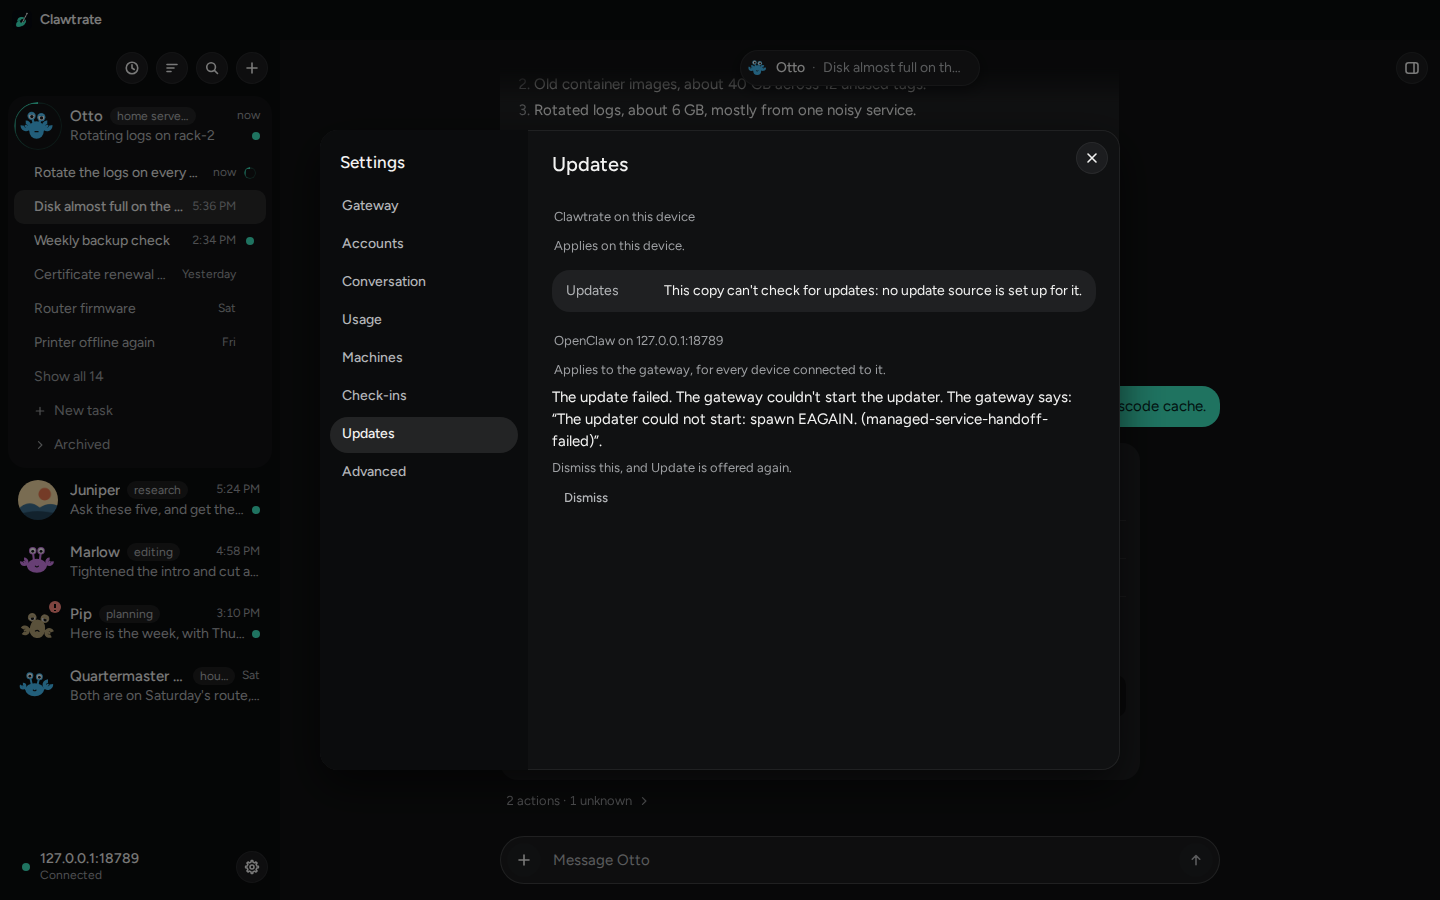 Clawtrate
Otto · Disk almost full on th...
2. Old container images, about 40 GB across 12 unused tags.
3. Rotated logs, about 6 GB, mostly from one noisy service.
Otto home serve... now
Rotating logs on rack-2
Rotate the logs on every ... now
Disk almost full on the ... 5:36 PM
Weekly backup check 2:34 PM
Certificate renewal ... Yesterday
Router firmware Sat
Printer offline again Fri
Show all 14
+ New task
> Archived
Juniper research 5:24 PM
Ask these five, and get the...
Marlow editing 4:58 PM
Tightened the intro and cut a...
Pip planning 3:10 PM
Here is the week, with Thu...
Quartermaster ... hou... Sat
Both are on Saturday's route,...
127.0.0.1:18789
Connected
Settings
Gateway
Accounts
Conversation
Usage
Machines
Check-ins
Updates
Advanced
Updates
Clawtrate on this device
Applies on this device.
Updates This copy can't check for updates: no update source is set up for it.
OpenClaw on 127.0.0.1:18789
Applies to the gateway, for every device connected to it.
The update failed. The gateway couldn't start the updater. The gateway says:
“The updater could not start: spawn EAGAIN. (managed-service-handoff-
failed)”.
Dismiss this, and Update is offered again.
Dismiss
scode cache.
2 actions · 1 unknown >
Message Otto